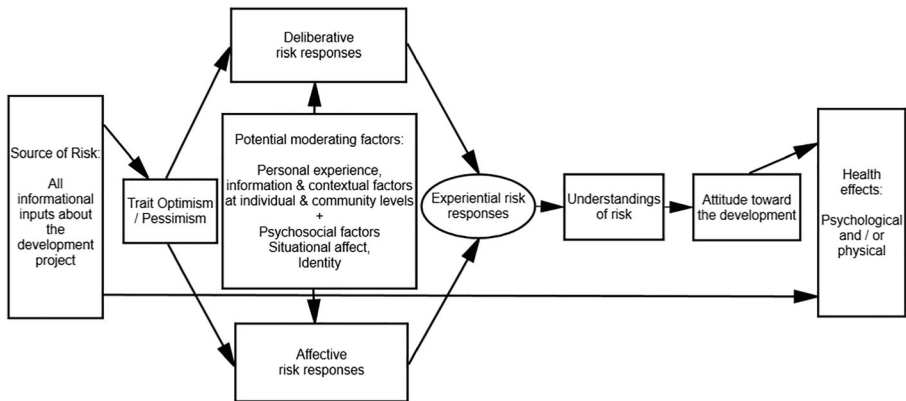 Source of Risk:
All
informational
inputs about
the
development
project
Trait Optimism
/ Pessimism
Deliberative
risk responses
Potential moderating factors:
Personal experience,
information & contextual factors
at individual & community levels
+
Psychosocial factors
Situational affect,
Identity
Affective
risk responses
Experiential risk
responses
Understandings
of risk
Attitude toward
the development
Health
effects:
Psychological
and / or
physical